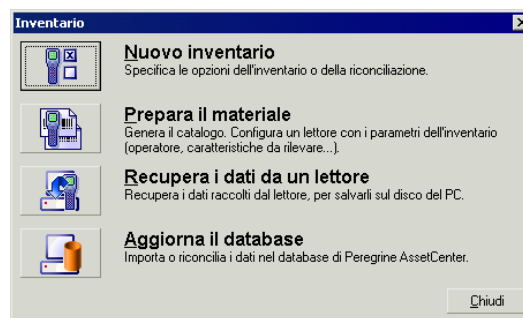 Inventario
Nuovo inventario
Specifica le opzioni dell'inventario o della riconciliazione.
Prepara il materiale
Genera il catalogo. Configura un lettore con i parametri dell'inventario
(operatore, caratteristiche da rilevare...).
Recupera i dati da un lettore
Recupera i dati raccolti dal lettore, per salvarli sul disco del PC.
Aggiorna il database
Importa o riconcilia i dati nel database di Peregrine AssetCenter.
Chiudi